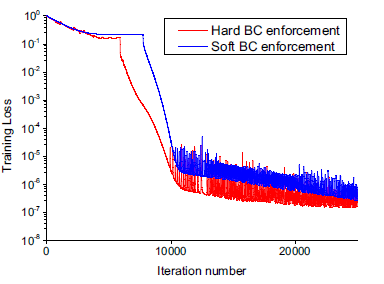 10^0
10^-1
10^-2
10^-3
10^-4
10^-5
10^-6
10^-7
10^-8
Training Loss
Hard BC enforcement
Soft BC enforcement
0 10000 20000
Iteration number